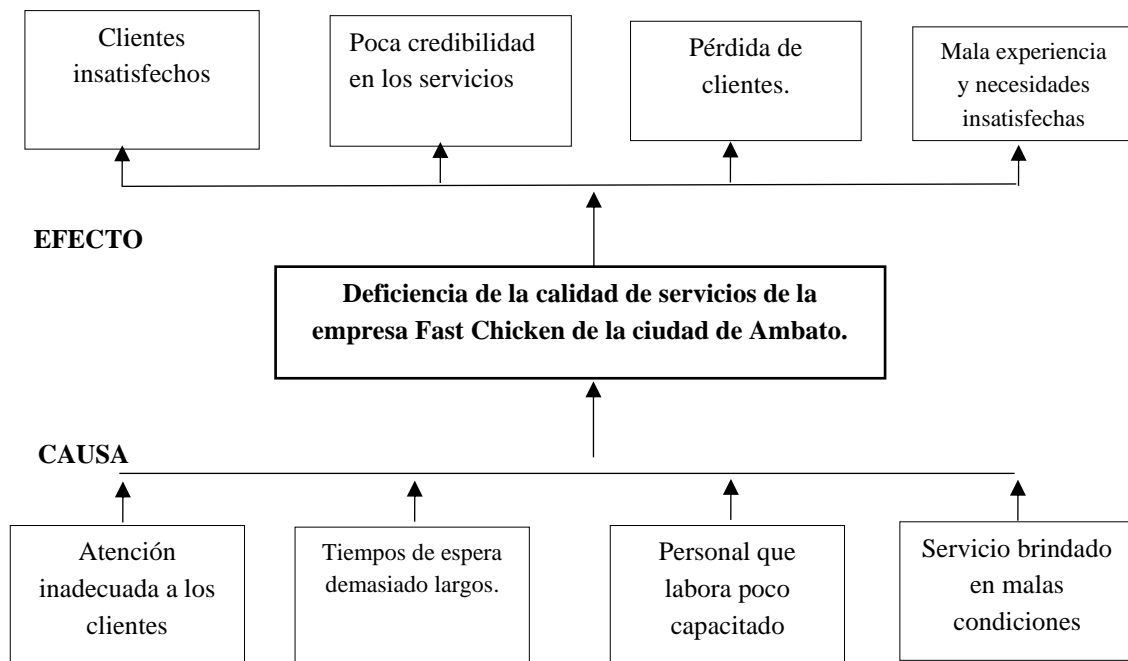 Clientes
insatisfechos
Poca credibilidad
en los servicios
Pérdida de
clientes.
Mala experiencia
y necesidades
insatisfechas
EFECTO
Deficiencia de la calidad de servicios de la
empresa Fast Chicken de la ciudad de Ambato.
CAUSA
Atención
inadecuada a los
clientes
Tiempos de espera
demasiado largos.
Personal que
labora poco
capacitado
Servicio brindado
en malas
condiciones